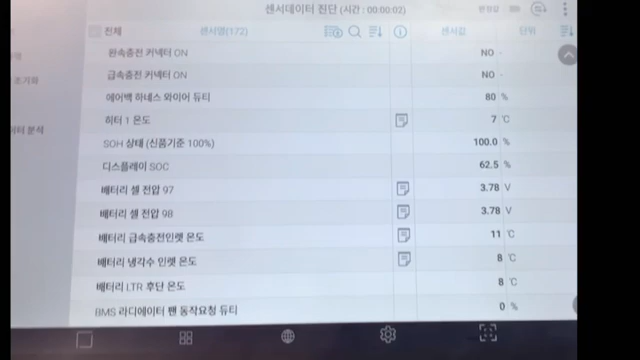 센서데이터 진단 (시간 : 00:00:02)
전체 센서명(172) 센서값 단위
완속충전 커넥터 ON NO -
급속충전 커넥터 ON NO -
에어백 하네스 와이어 듀티 80 %
히터 1 온도 7 ℃
SOH 상태 (신품기준 100%) 100.0 %
디스플레이 SOC 62.5 %
배터리 셀 전압 97 3.78 V
배터리 셀 전압 98 3.78 V
배터리 급속충전인렛 온도 11 ℃
배터리 냉각수 인렛 온도 8 ℃
배터리 LTR 후단 온도 8 ℃
BMS 라디에이터 팬 동작요청 듀티 0 %
초기화
분석